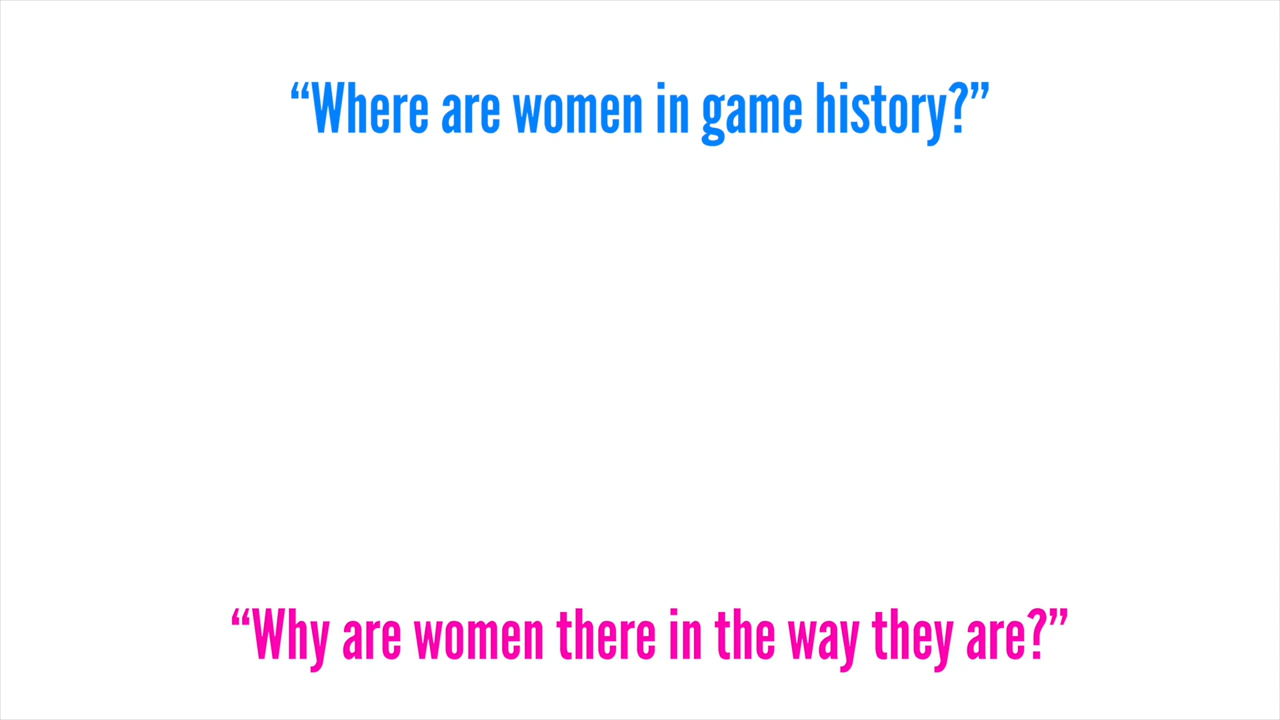 “Where are women in game history?”
“Why are women there in the way they are?”